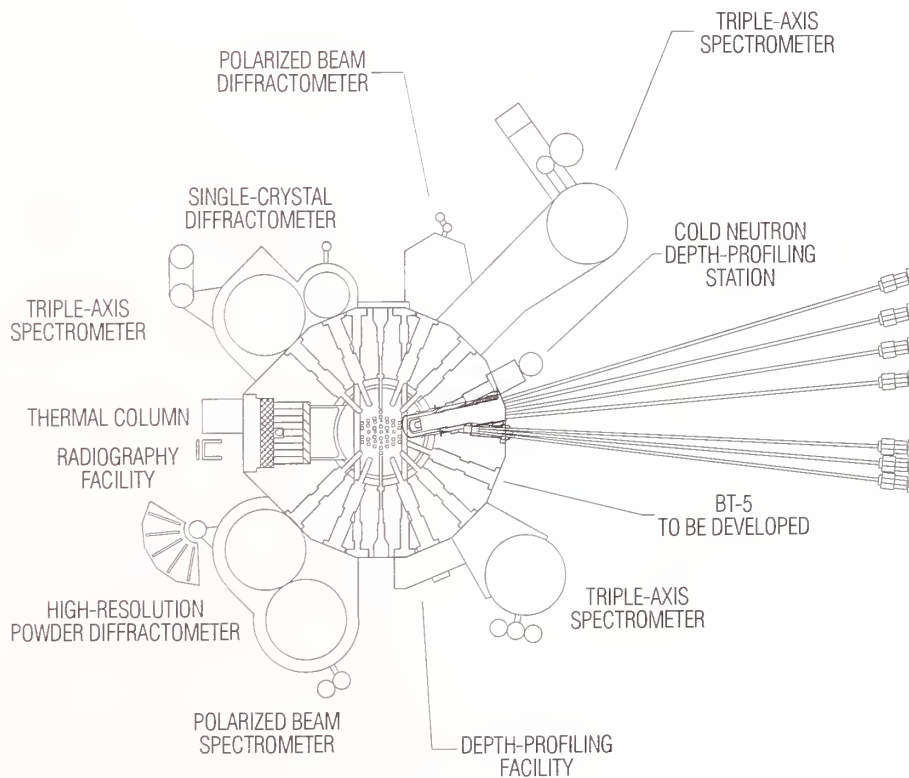 TRIPLE-AXIS
SPECTROMETER
POLARIZED BEAM
DIFFRACTOMETER
SINGLE-CRYSTAL
DIFFRACTOMETER
COLD NEUTRON
DEPTH-PROFILING
STATION
TRIPLE-AXIS
SPECTROMETER
THERMAL COLUMN
RADIOGRAPHY
FACILITY
BT-5
TO BE DEVELOPED
HIGH-RESOLUTION
POWDER DIFFRACTOMETER
TRIPLE-AXIS
SPECTROMETER
POLARIZED BEAM
SPECTROMETER
DEPTH-PROFILING
FACILITY